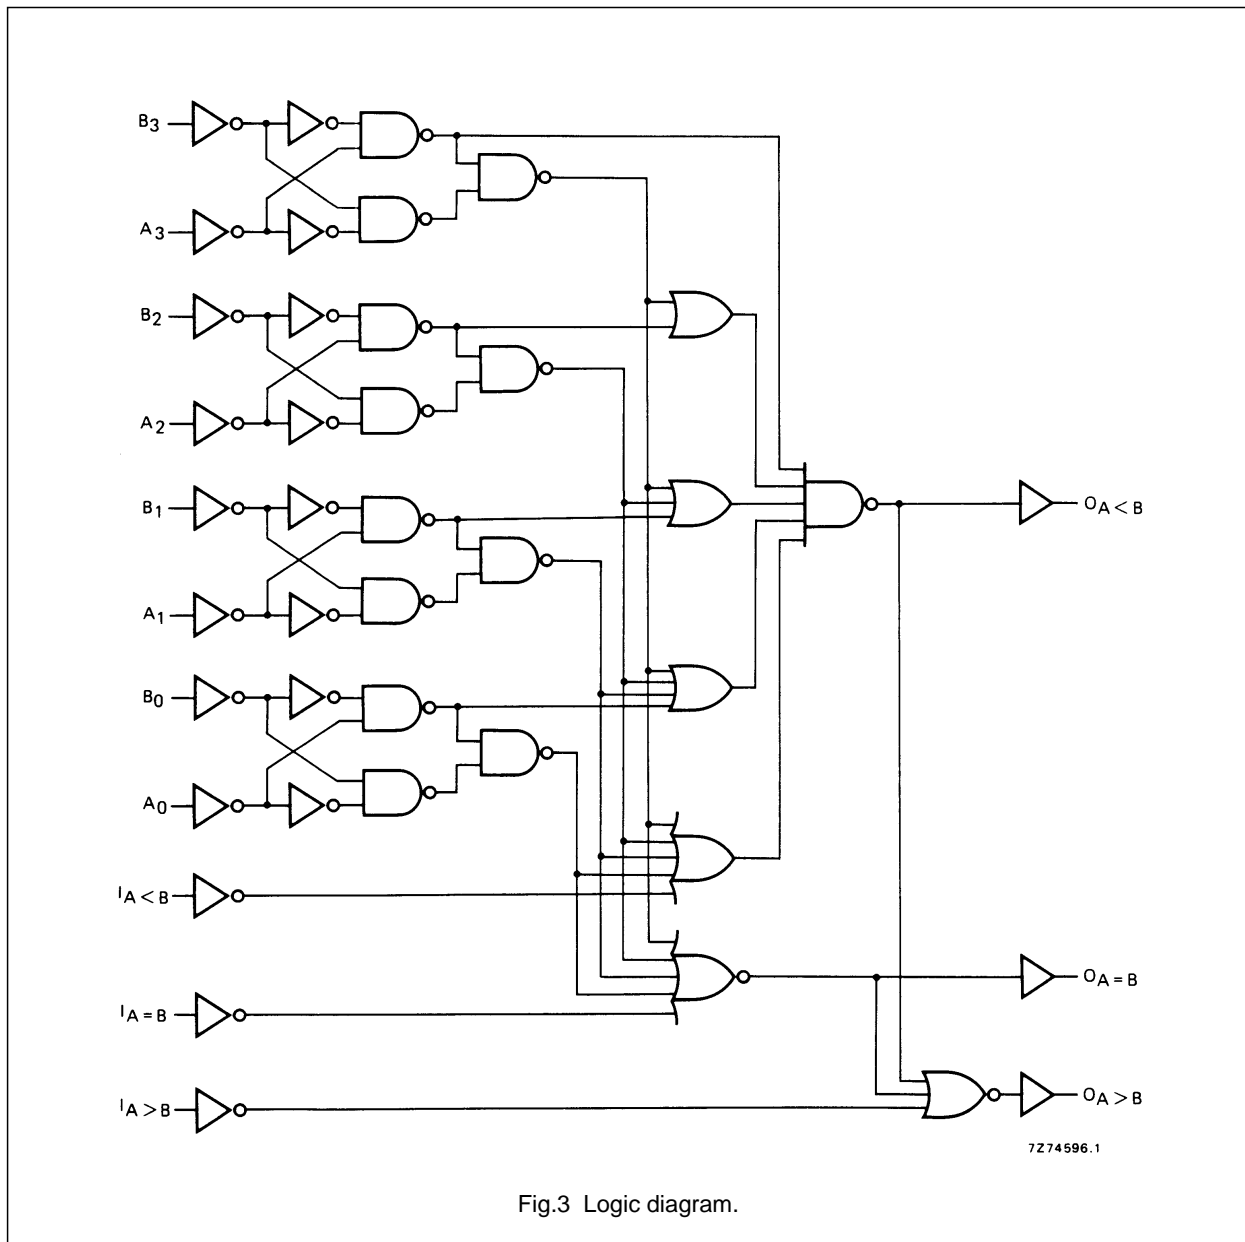 B3
A3
B2
A2
B1
A1
B0
A0
IA<B
IA=B
IA>B
OA<B
OA=B
OA>B
7Z74596.1
Fig.3 Logic diagram.